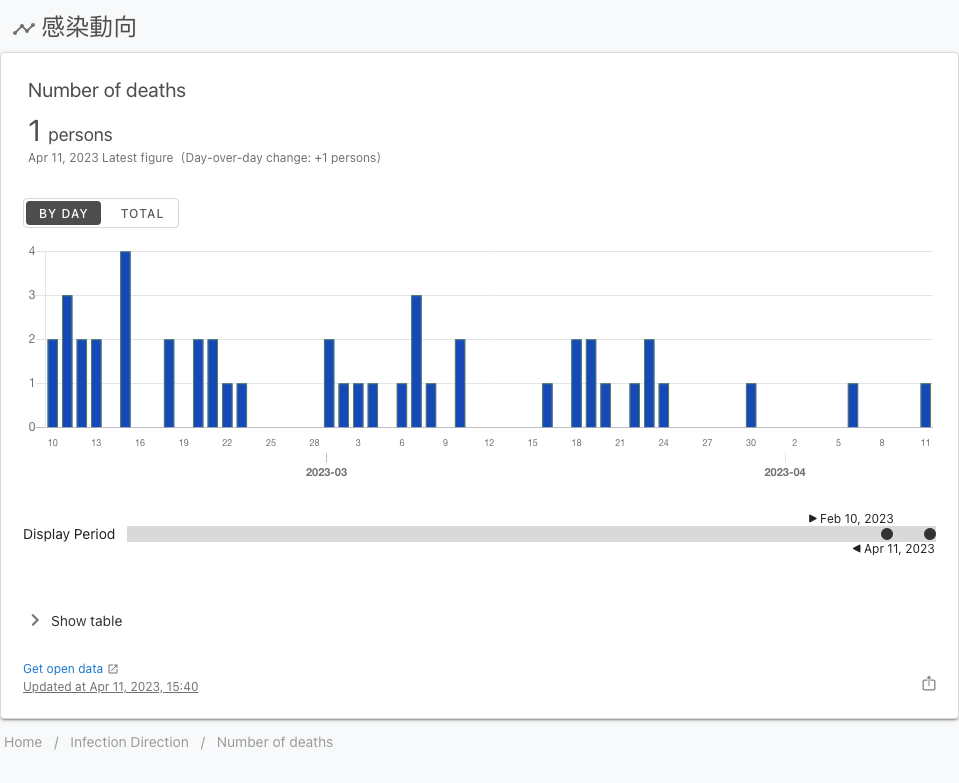 感染動向
Number of deaths
1 persons
Apr 11, 2023 Latest figure (Day-over-day change: +1 persons)
BY DAY TOTAL
4
3
2
1
0
10 13 16 19 22 25 28 3 6 9 12 15 18 21 24 27 30 2 5 8 11
2023-03 2023-04
Feb 10, 2023
Display Period
Apr 11, 2023
Show table
Get open data
Updated at Apr 11, 2023, 15:40
Home / Infection Direction / Number of deaths